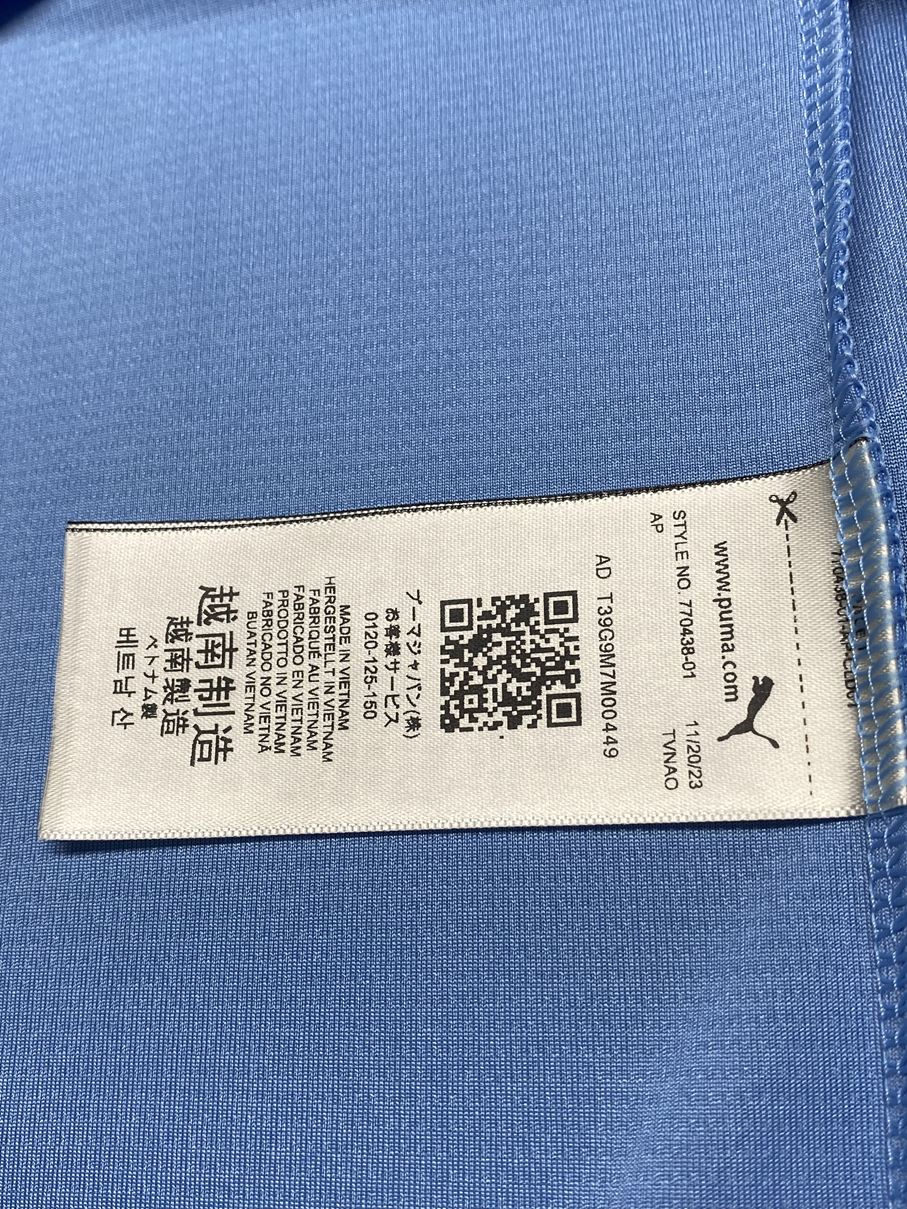 www.puma.com
STYLE NO. 770438-01 11/20/23
AP TVNAO
AD T39G9M7M00449
プーマジャパン(株)
お客様サービス
0120-125-150
MADE IN VIETNAM
HERGESTELLT IN VIETNAM
FABRIQUÉ AU VIETNAM
FABRICADO EN VIETNAM
PRODOTTO IN VIETNAM
FABRICADO NO VIETNÃ
BUATAN VIETNAM
越南制造
越南製造
ベトナム製
베트남 산